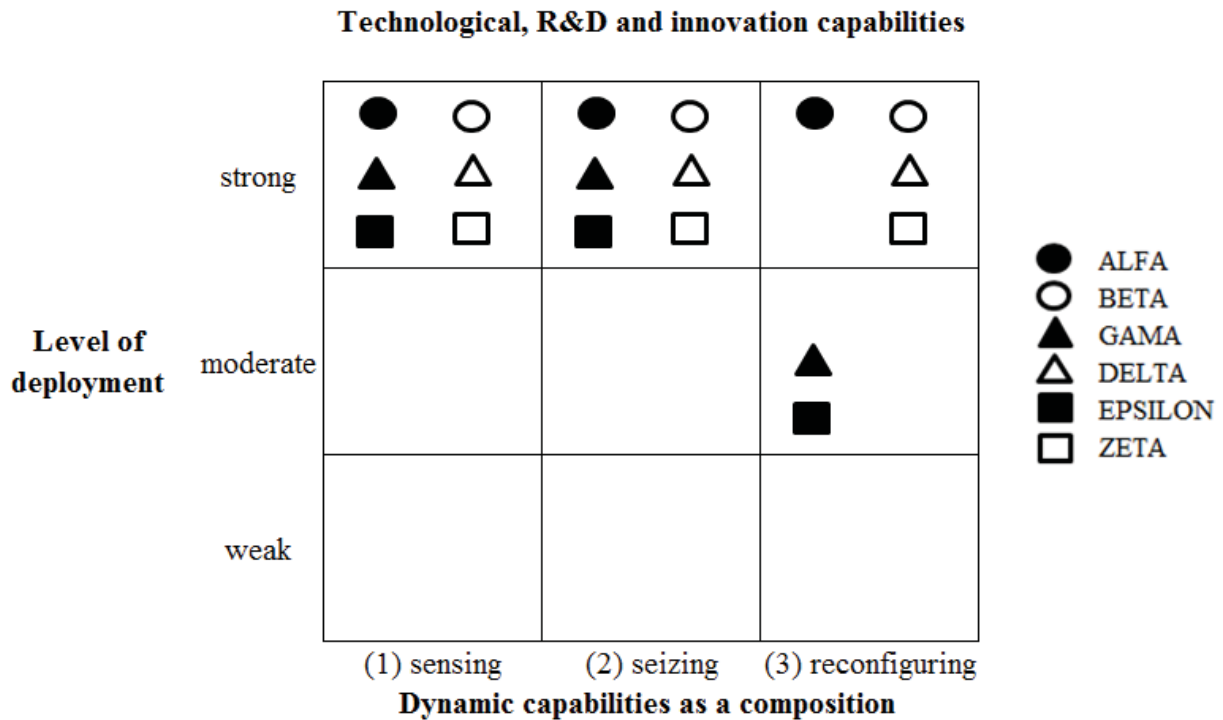 Technological, R&D and innovation capabilities
strong
Level of
deployment
moderate
weak
(1) sensing
(2) seizing
(3) reconfiguring
Dynamic capabilities as a composition
ALFA
BETA
GAMA
DELTA
EPSILON
ZETA